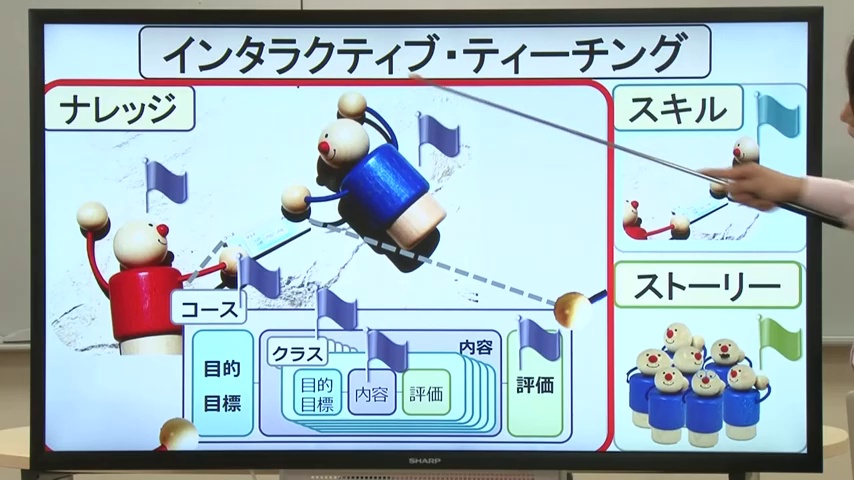 インタラクティブ・ティーチング
ナレッジ
スキル
ストーリー
コース
目的
目標
クラス
内容
目的
目標
内容
評価
評価
SHARP